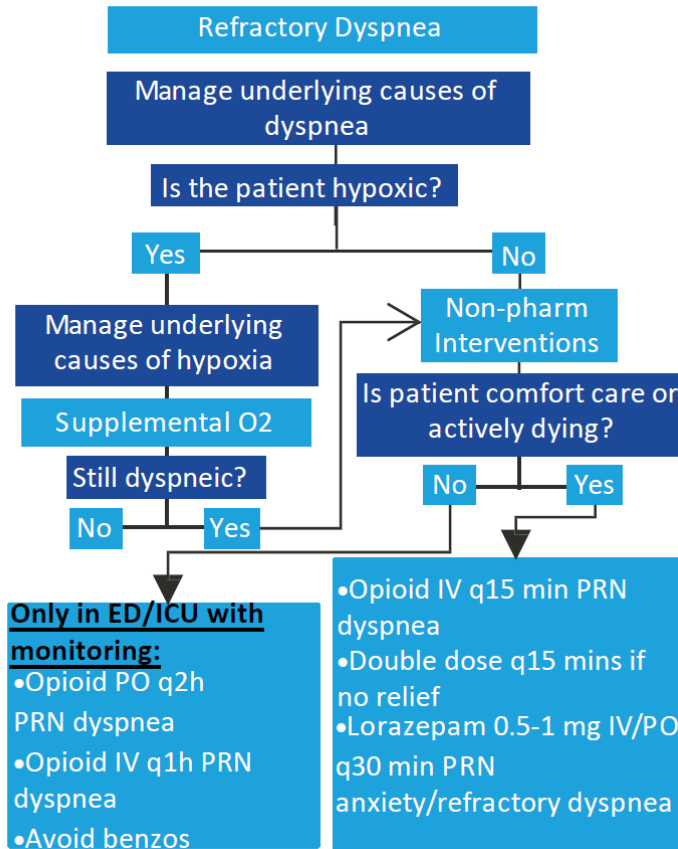 Refractory Dyspnea
Manage underlying causes of
dyspnea
Is the patient hypoxic?
Yes
No
Manage underlying
causes of hypoxia
Non-pharm
Interventions
Supplemental O2
Is patient comfort care or
actively dying?
Still dyspneic?
No
Yes
No
Yes
Only in ED/ICU with
monitoring:
•Opioid PO q2h
PRN dyspnea
•Opioid IV q1h PRN
dyspnea
•Avoid benzos
•Opioid IV q15 min PRN
dyspnea
•Double dose q15 mins if
no relief
•Lorazepam 0.5-1 mg IV/PO
q30 min PRN
anxiety/refractory dyspnea